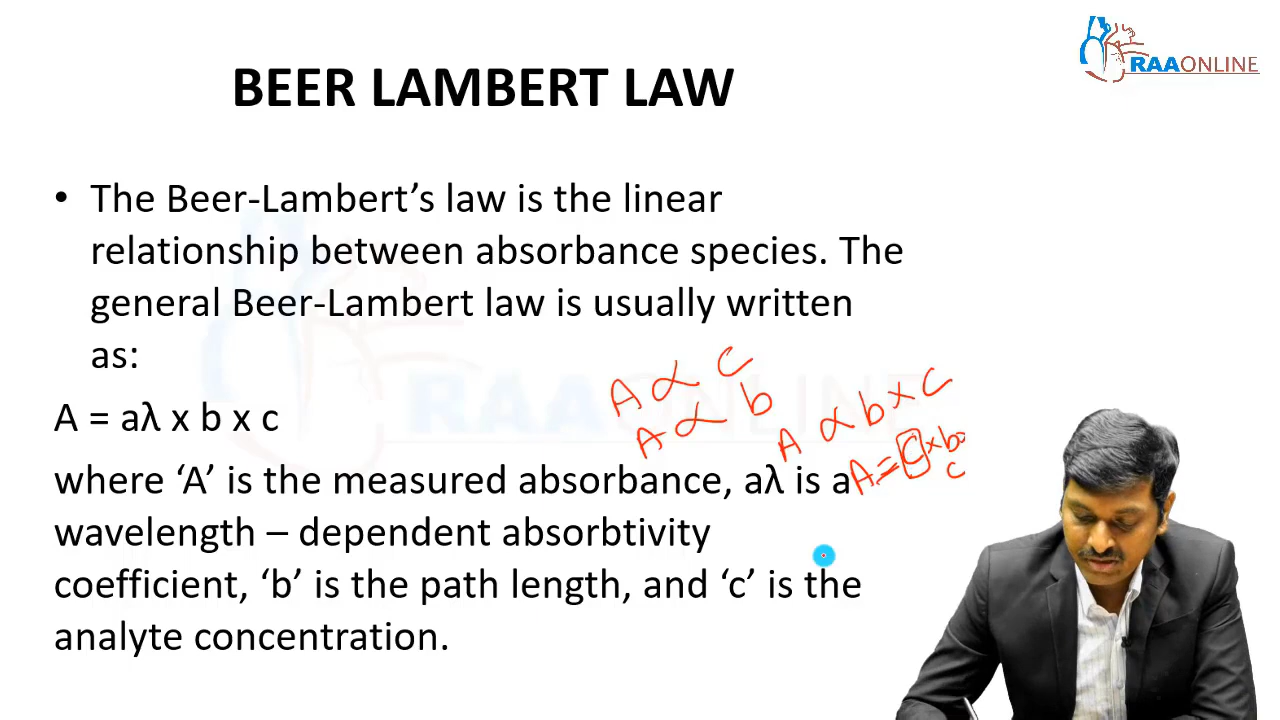 RAAONLINE
BEER LAMBERT LAW
• The Beer-Lambert’s law is the linear
relationship between absorbance species. The
general Beer-Lambert law is usually written
as:
A ∝ c
A ∝ b
A ∝ b × c
A = C × b×
c
A = aλ x b x c
where ‘A’ is the measured absorbance, aλ is a
wavelength – dependent absorbtivity
coefficient, ‘b’ is the path length, and ‘c’ is the
analyte concentration.
RAAONLINE